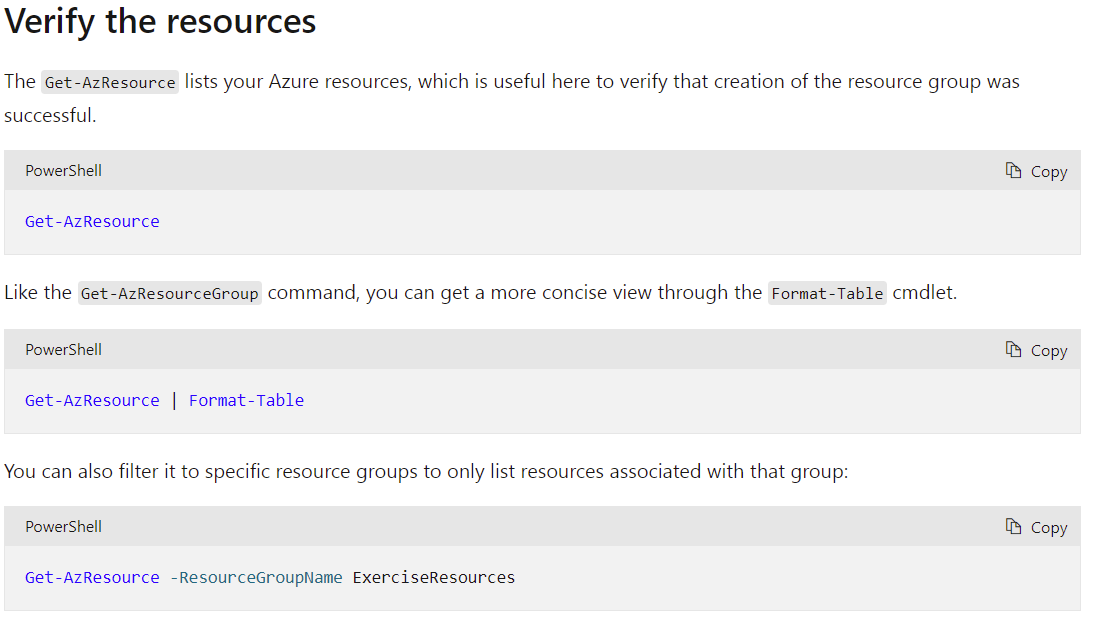 Verify the resources
The Get-AzResource lists your Azure resources, which is useful here to verify that creation of the resource group was
successful.
PowerShell Copy
Get-AzResource
Like the Get-AzResourceGroup command, you can get a more concise view through the Format-Table cmdlet.
PowerShell Copy
Get-AzResource | Format-Table
You can also filter it to specific resource groups to only list resources associated with that group:
PowerShell Copy
Get-AzResource -ResourceGroupName ExerciseResources